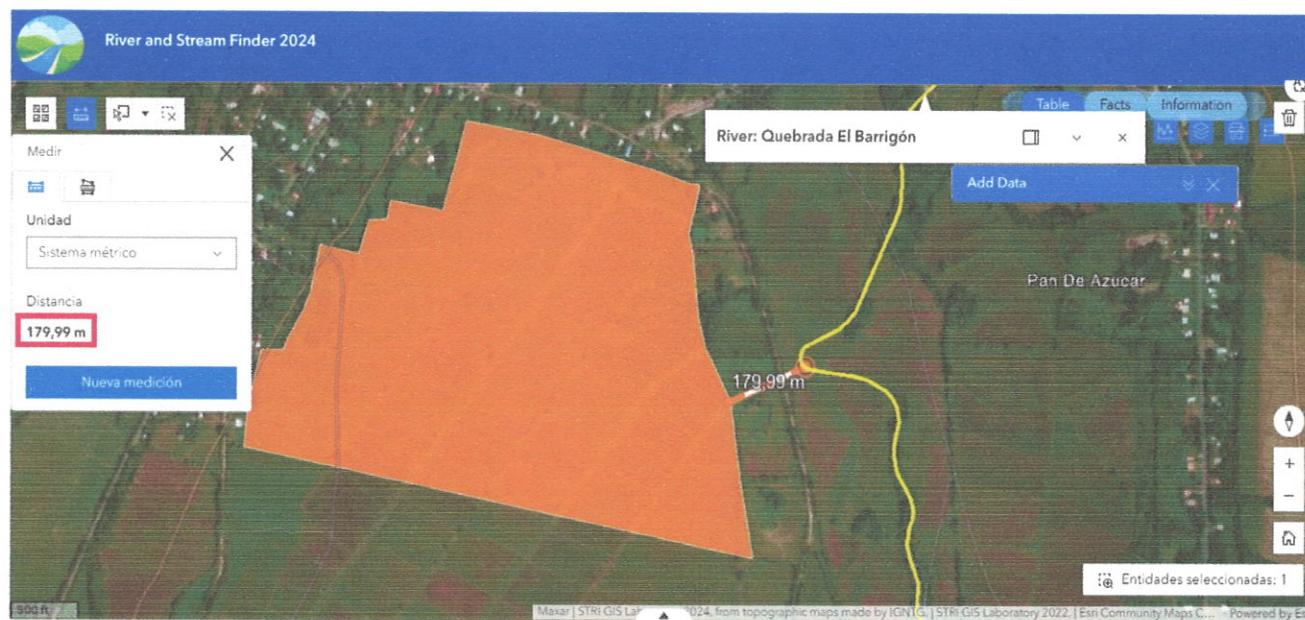 River and Stream Finder 2024
Table Facts Information
Medir
River: Quebrada El Barrigón
Add Data
Unidad
Sistema métrico
Pan De Azucar
Distancia
179,99 m
179,99 m
Nueva medición
Entidades seleccionadas: 1
900 ft
Maxar | STRI GIS 2024, from topographic maps made by IGNTG, | STRI GIS Laboratory 2022. | Esri Community Maps C... Powered by